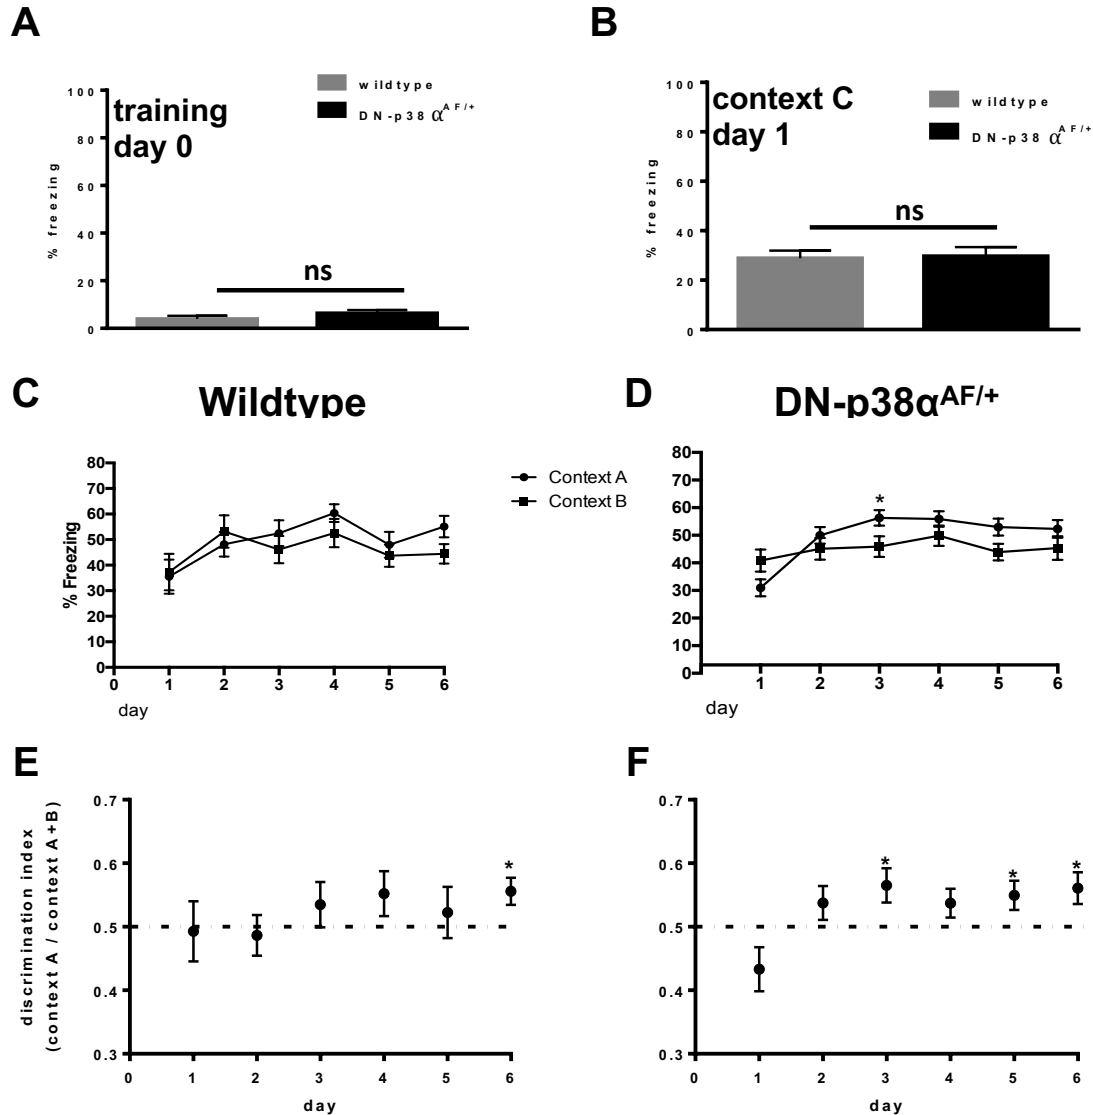 A
wildtype
DN-p38 α^AF/+
training
day 0
100
80
60
40
20
0
% freezing
ns
B
wildtype
DN-p38 α^AF/+
context C
day 1
100
80
60
40
20
0
% freezing
ns
C
Wildtype
80
70
60
50
40
30
20
10
0
% Freezing
0 1 2 3 4 5 6
day
Context A
Context B
D
DN-p38α^AF/+
80
70
60
50
40
30
20
10
0
*
1 2 3 4 5 6
day
E
0.7
0.6
0.5
0.4
0.3
discrimination index
(context A / context A+B)
*
0 1 2 3 4 5 6
day
F
0.7
0.6
0.5
0.4
0.3
* * *
0 1 2 3 4 5 6
day